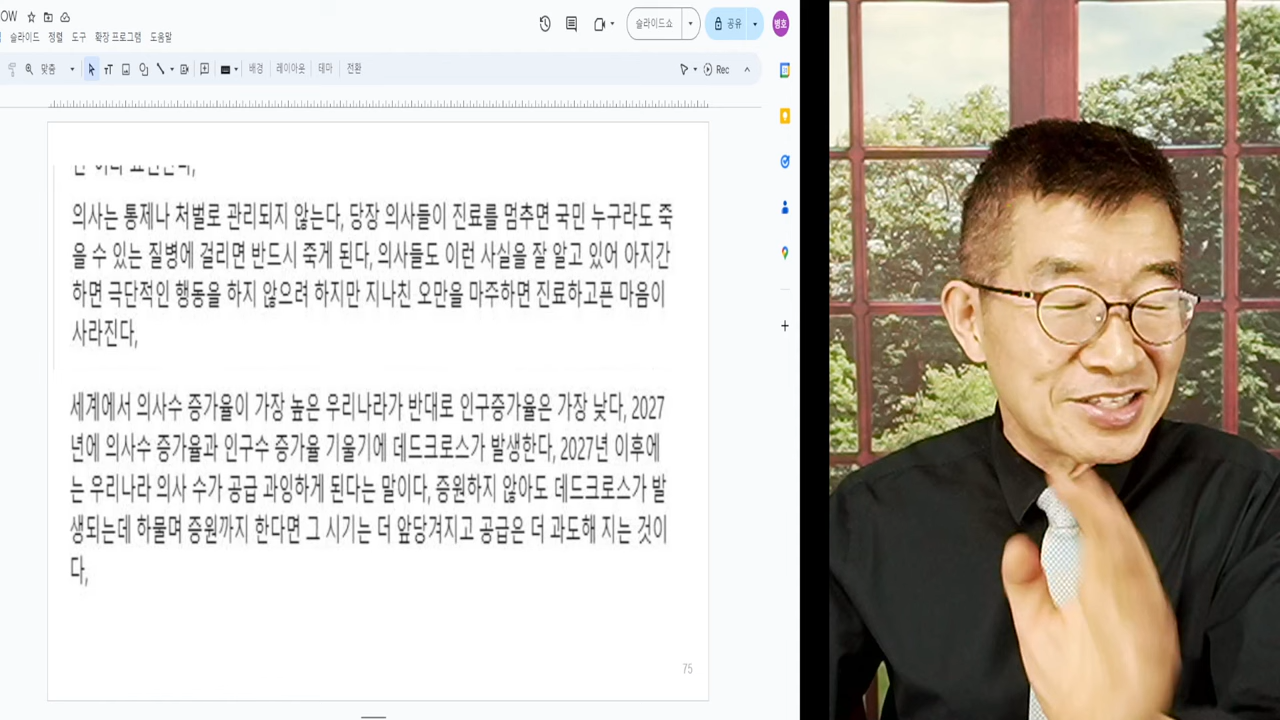 OW
슬라이드 정렬 도구 확장 프로그램 도움말
슬라이드쇼
공유
병호
맞춤
배경 레이아웃 테마 전환
Rec
의사는 통제나 처벌로 관리되지 않는다, 당장 의사들이 진료를 멈추면 국민 누구라도 죽
을 수 있는 질병에 걸리면 반드시 죽게 된다, 의사들도 이런 사실을 잘 알고 있어 아지간
하면 극단적인 행동을 하지 않으려 하지만 지나친 오만을 마주하면 진료하고픈 마음이
사라진다,
세계에서 의사수 증가율이 가장 높은 우리나라가 반대로 인구증가율은 가장 낮다, 2027
년에 의사수 증가율과 인구수 증가율 기울기에 데드크로스가 발생한다, 2027년 이후에
는 우리나라 의사 수가 공급 과잉하게 된다는 말이다, 증원하지 않아도 데드크로스가 발
생되는데 하물며 증원까지 한다면 그 시기는 더 앞당겨지고 공급은 더 과도해 지는 것이
다,
75